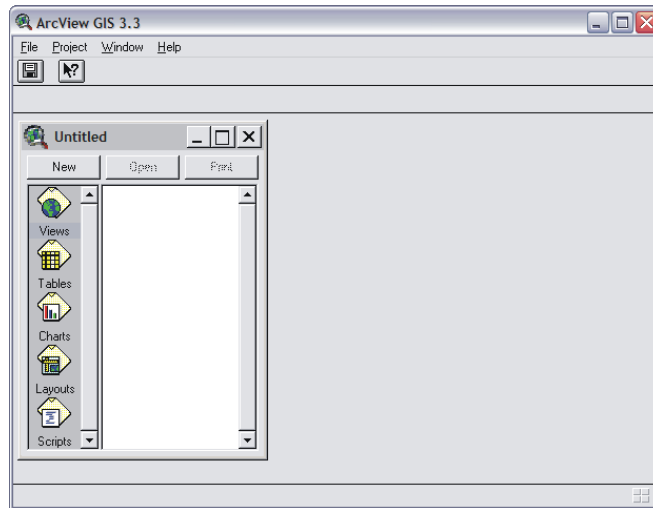 ArcView GIS 3.3
File Project Window Help
Untitled
New Open Print
Views
Tables
Charts
Layouts
Scripts